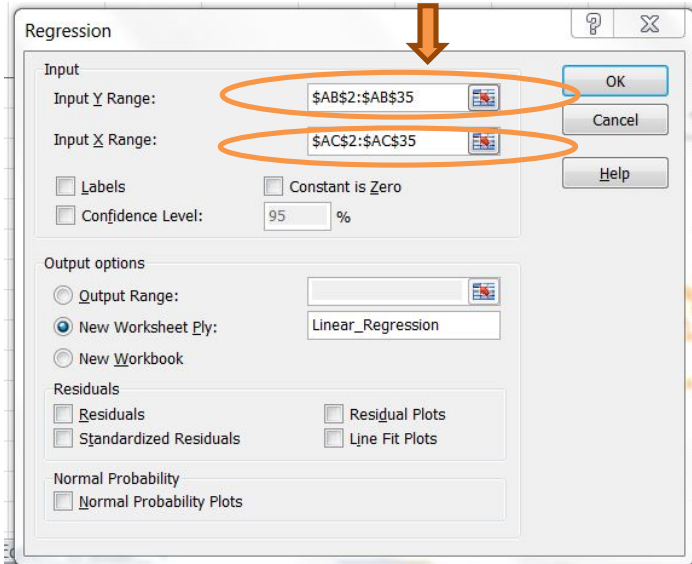 Regression
Input
Input Y Range: $AB$2:$AB$35
Input X Range: $AC$2:$AC$35
Labels Constant is Zero
Confidence Level: 95 %
OK
Cancel
Help
Output options
Output Range:
New Worksheet Ply: Linear_Regression
New Workbook
Residuals
Residuals Residual Plots
Standardized Residuals Line Fit Plots
Normal Probability
Normal Probability Plots